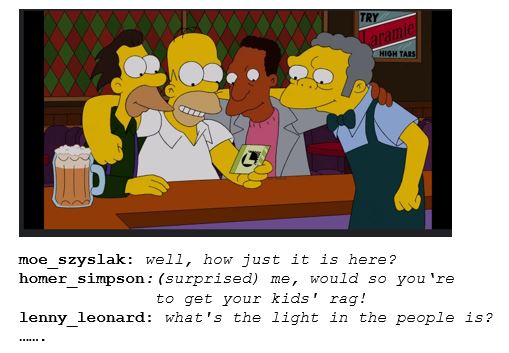 TRY
Laramie
HIGH TARS
moe_szyslak: well, how just it is here?
homer_simpson:(surprised) me, would so you‛re
to get your kids' rag!
lenny_leonard: what's the light in the people is?
…….